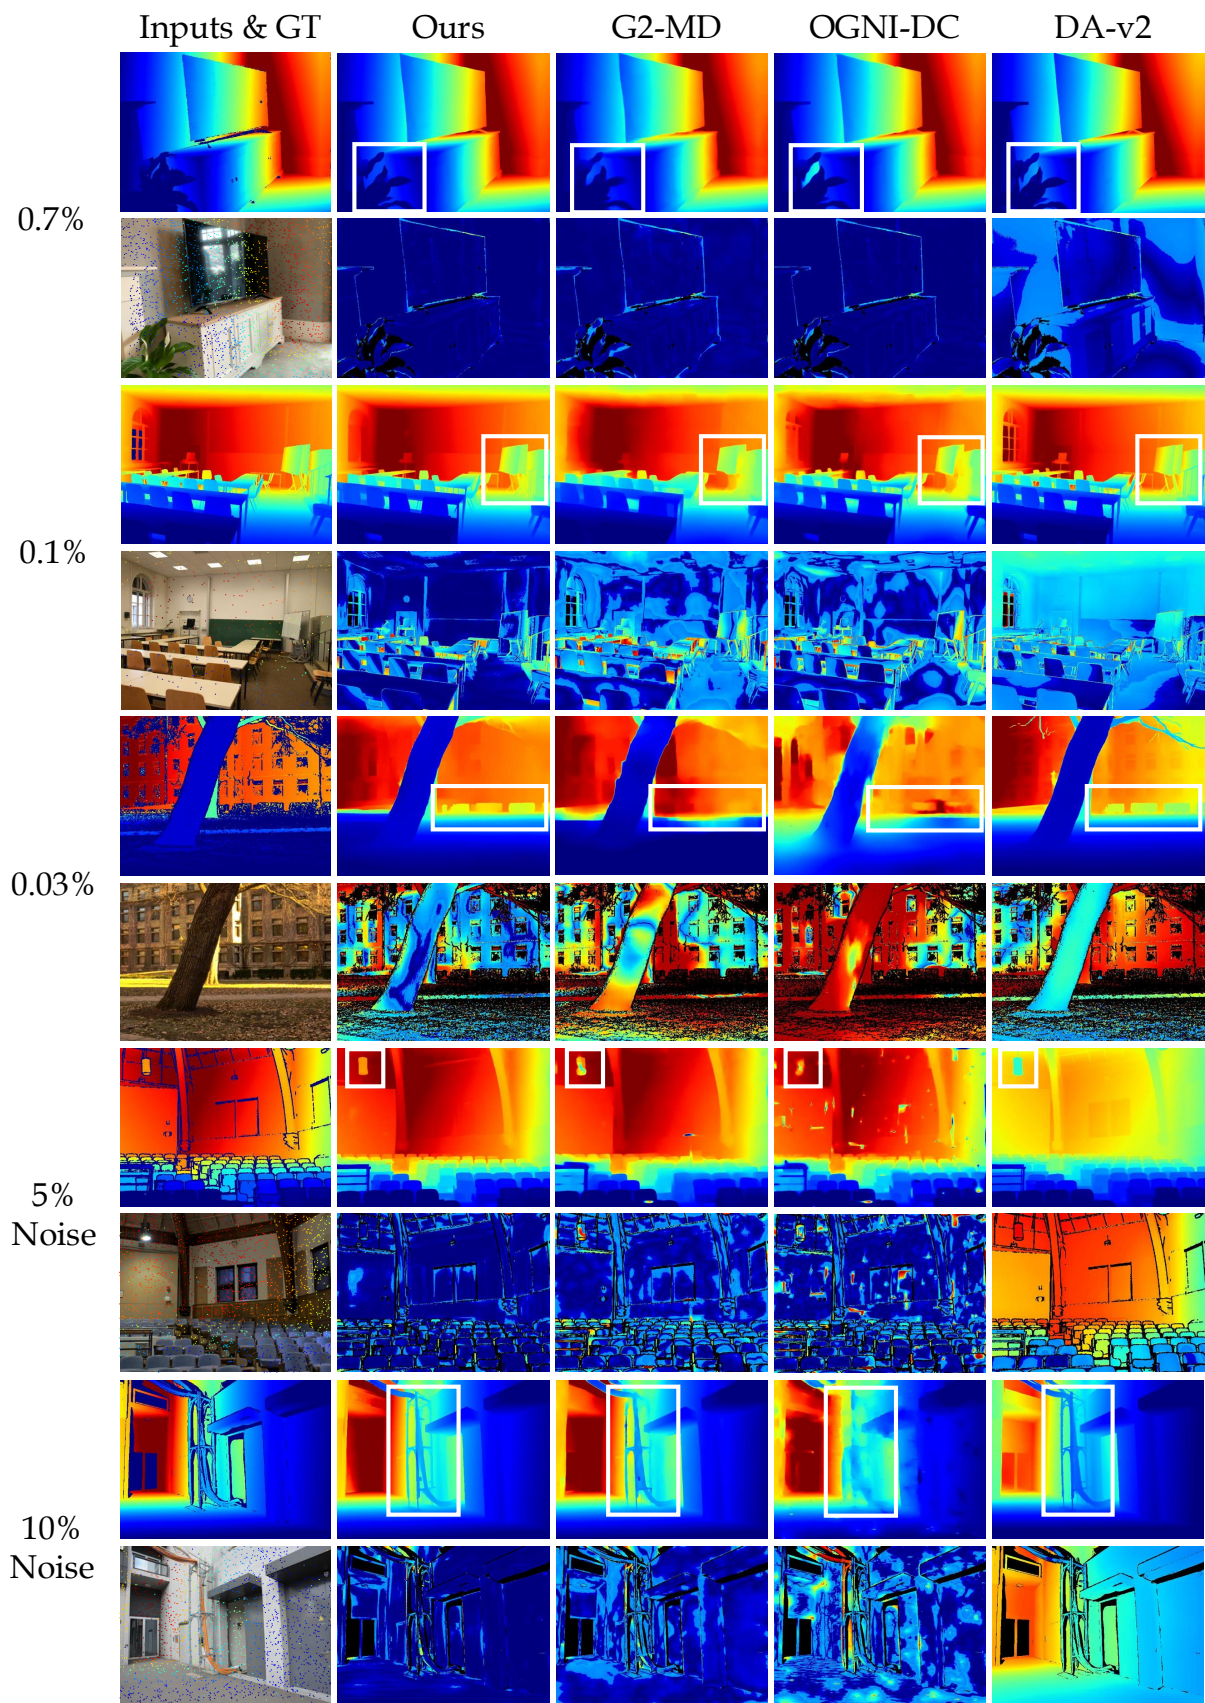 Inputs & GT Ours G2-MD OGNI-DC DA-v2
0.7%
0.1%
0.03%
5%
Noise
10%
Noise